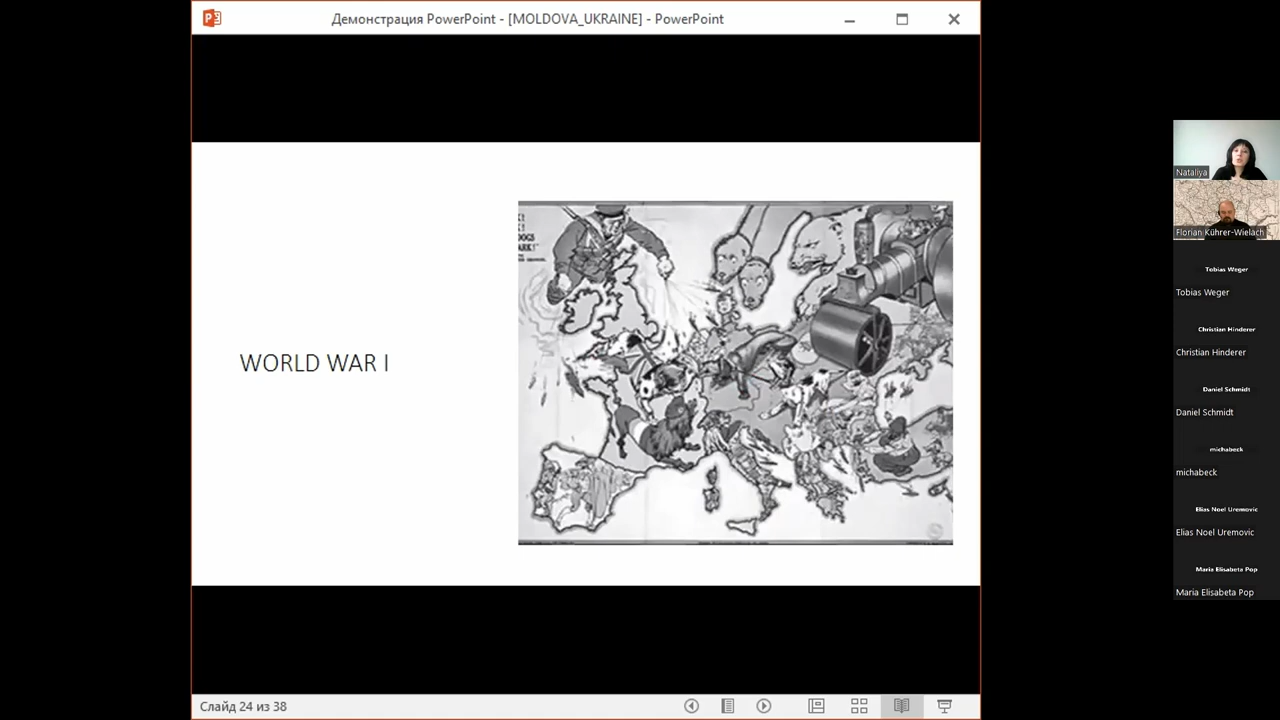 Демонстрация PowerPoint - [MOLDOVA_UKRAINE] - PowerPoint
WORLD WAR I
Nataliya
Florian Kührer-Wielach
Tobias Weger
Tobias Weger
Christian Hinderer
Christian Hinderer
Daniel Schmidt
Daniel Schmidt
michabeck
michabeck
Elias Noel Uremovic
Elias Noel Uremovic
Maria Elisabeta Pop
Maria Elisabeta Pop
Слайд 24 из 38